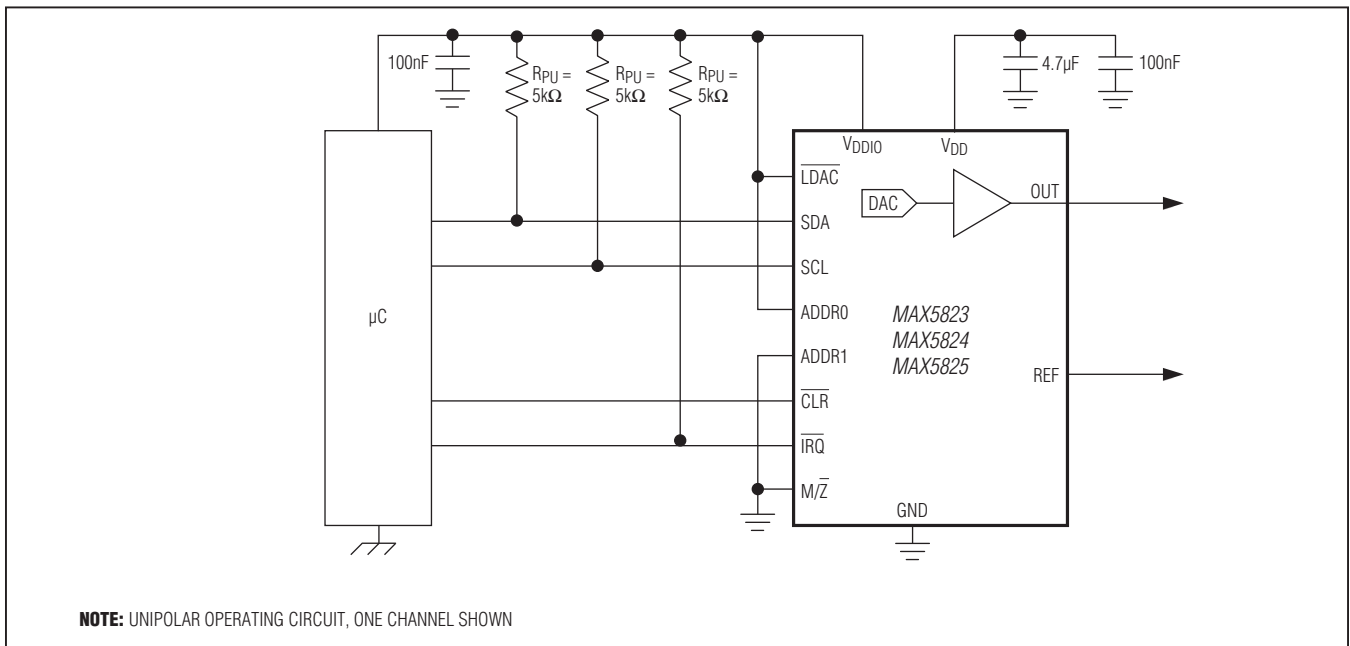 100nF
RPU =
5kΩ
RPU =
5kΩ
RPU =
5kΩ
4.7µF
100nF
µC
VDDIO
VDD
LDAC
SDA
SCL
ADDR0
ADDR1
CLR
IRQ
M/Z
DAC
OUT
MAX5823
MAX5824
MAX5825
REF
GND
NOTE: UNIPOLAR OPERATING CIRCUIT, ONE CHANNEL SHOWN